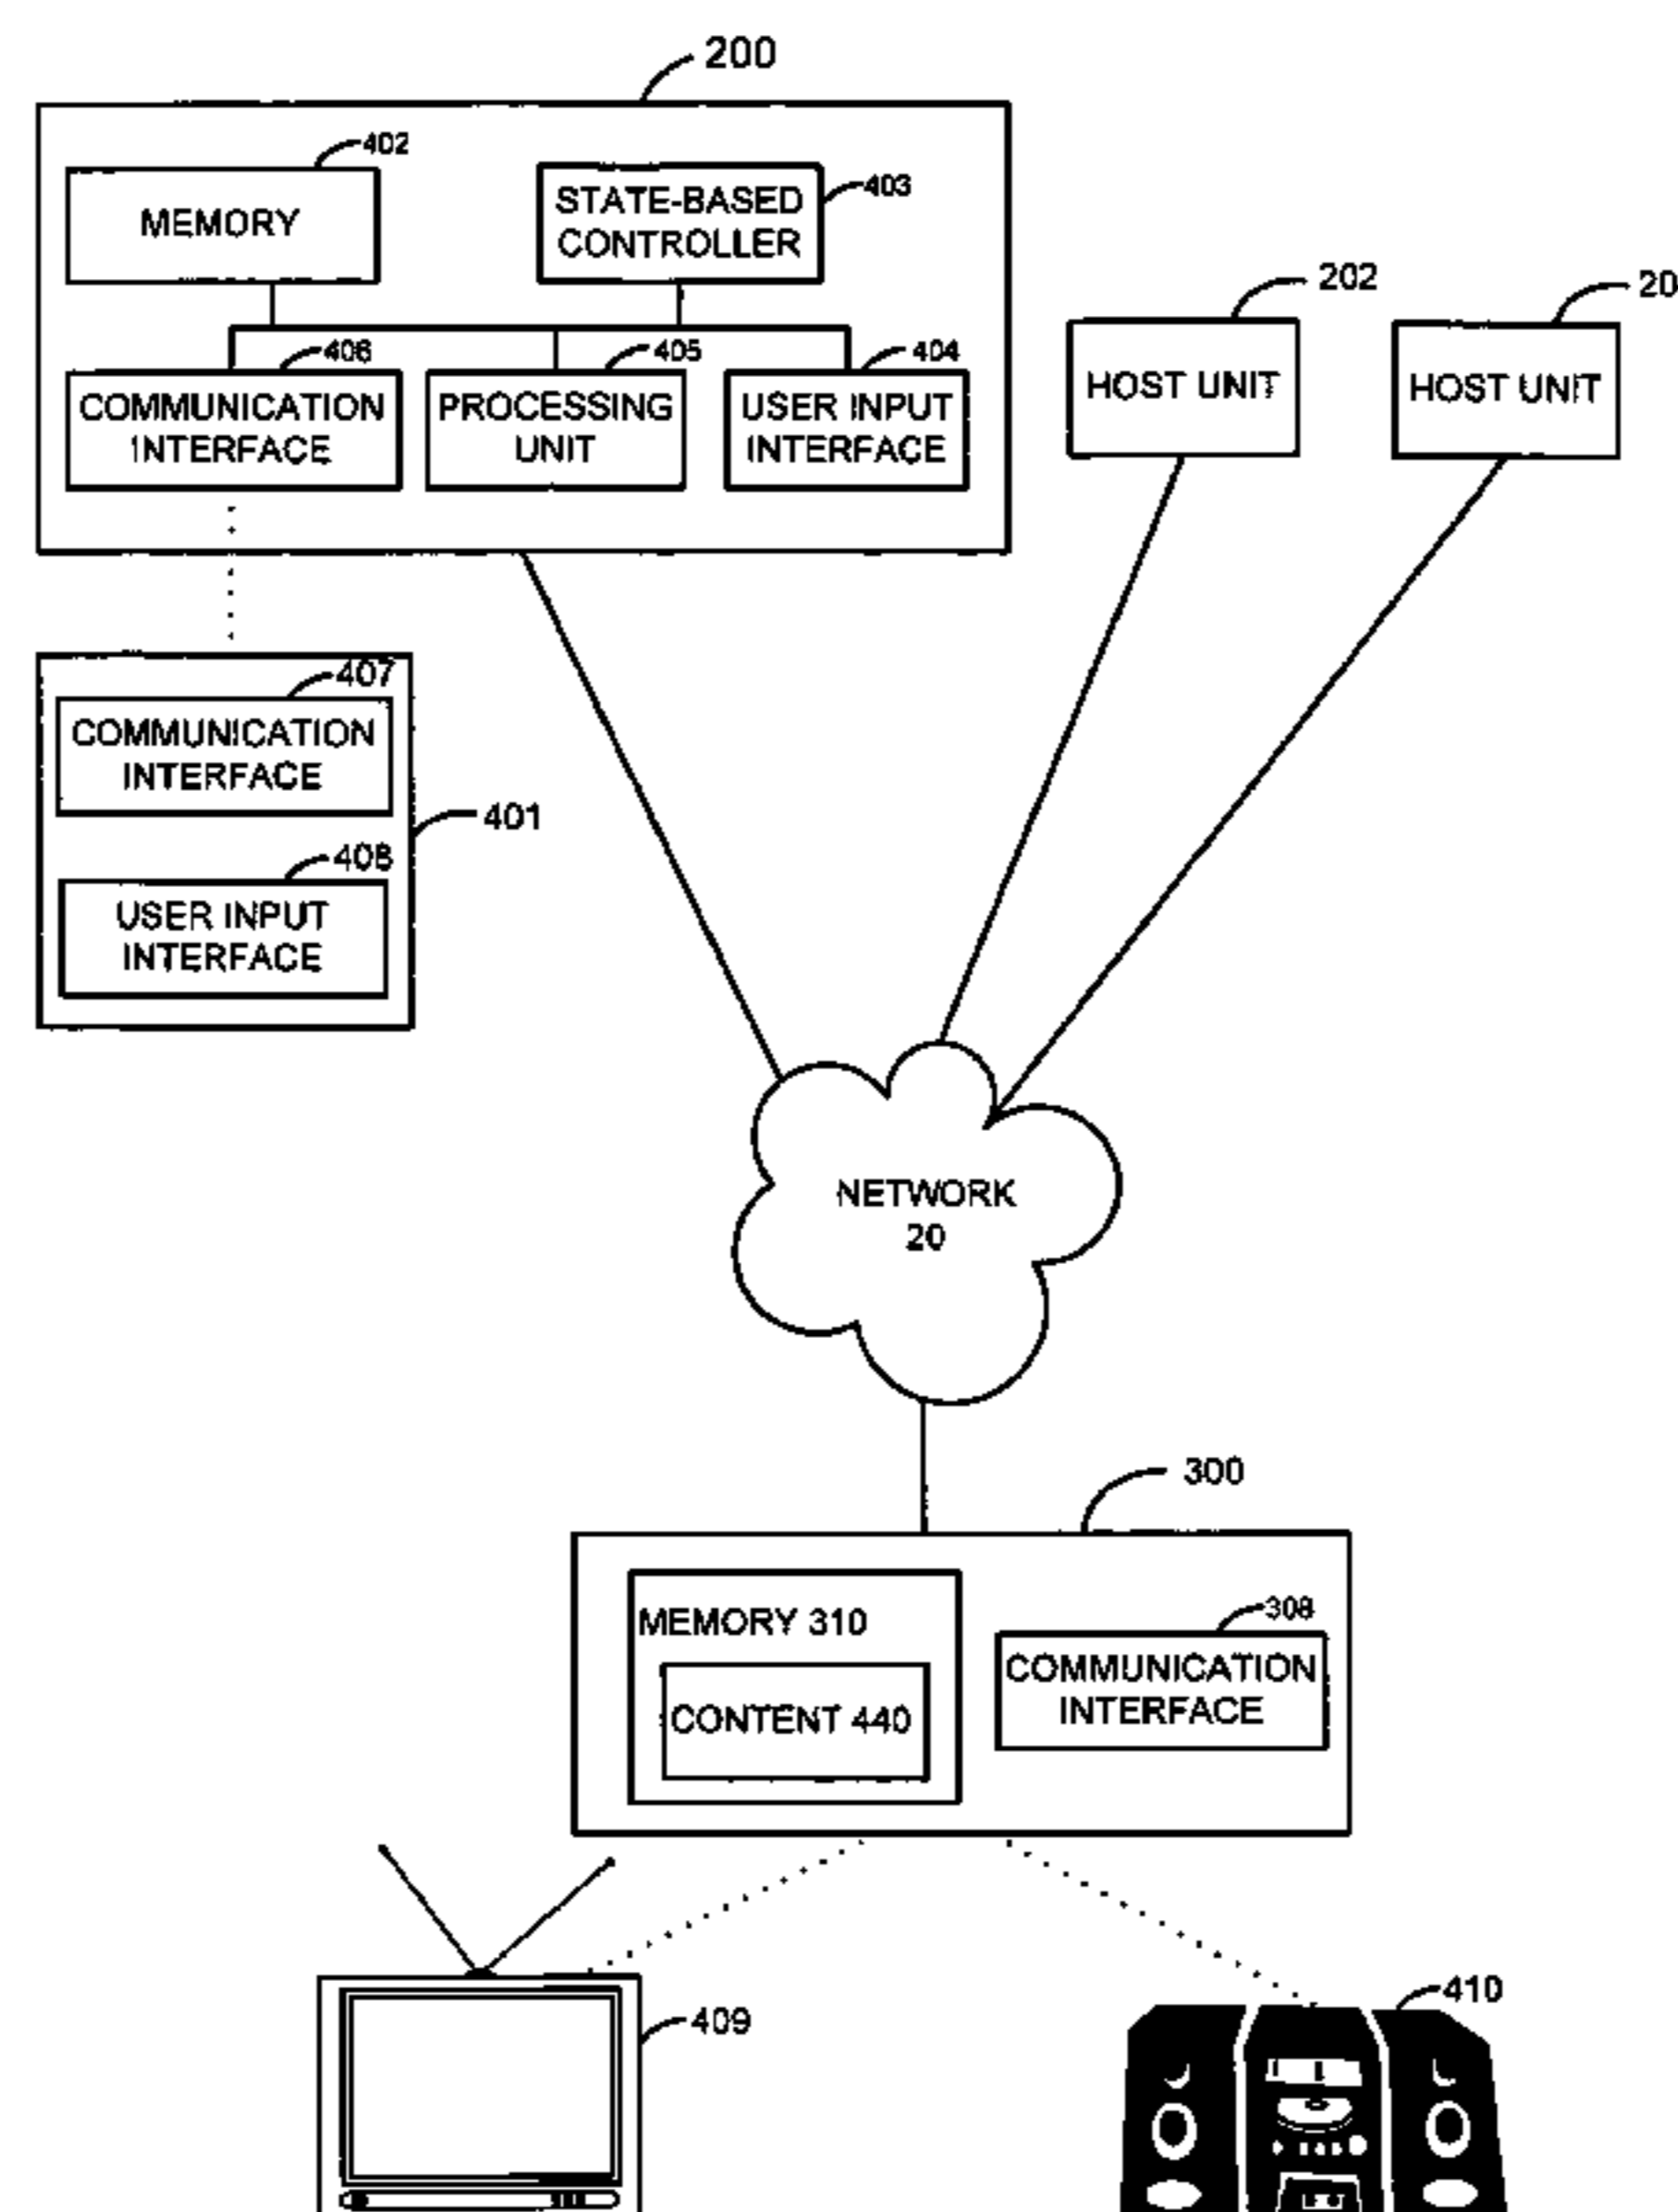 200
402
MEMORY
403
STATE-BASED
CONTROLLER
202
HOST UNIT
20
HOST UNIT
406
COMMUNICATION
INTERFACE
405
PROCESSING
UNIT
404
USER INPUT
INTERFACE
407
COMMUNICATION
INTERFACE
401
408
USER INPUT
INTERFACE
NETWORK
20
300
MEMORY 310
CONTENT 440
308
COMMUNICATION
INTERFACE
409
410